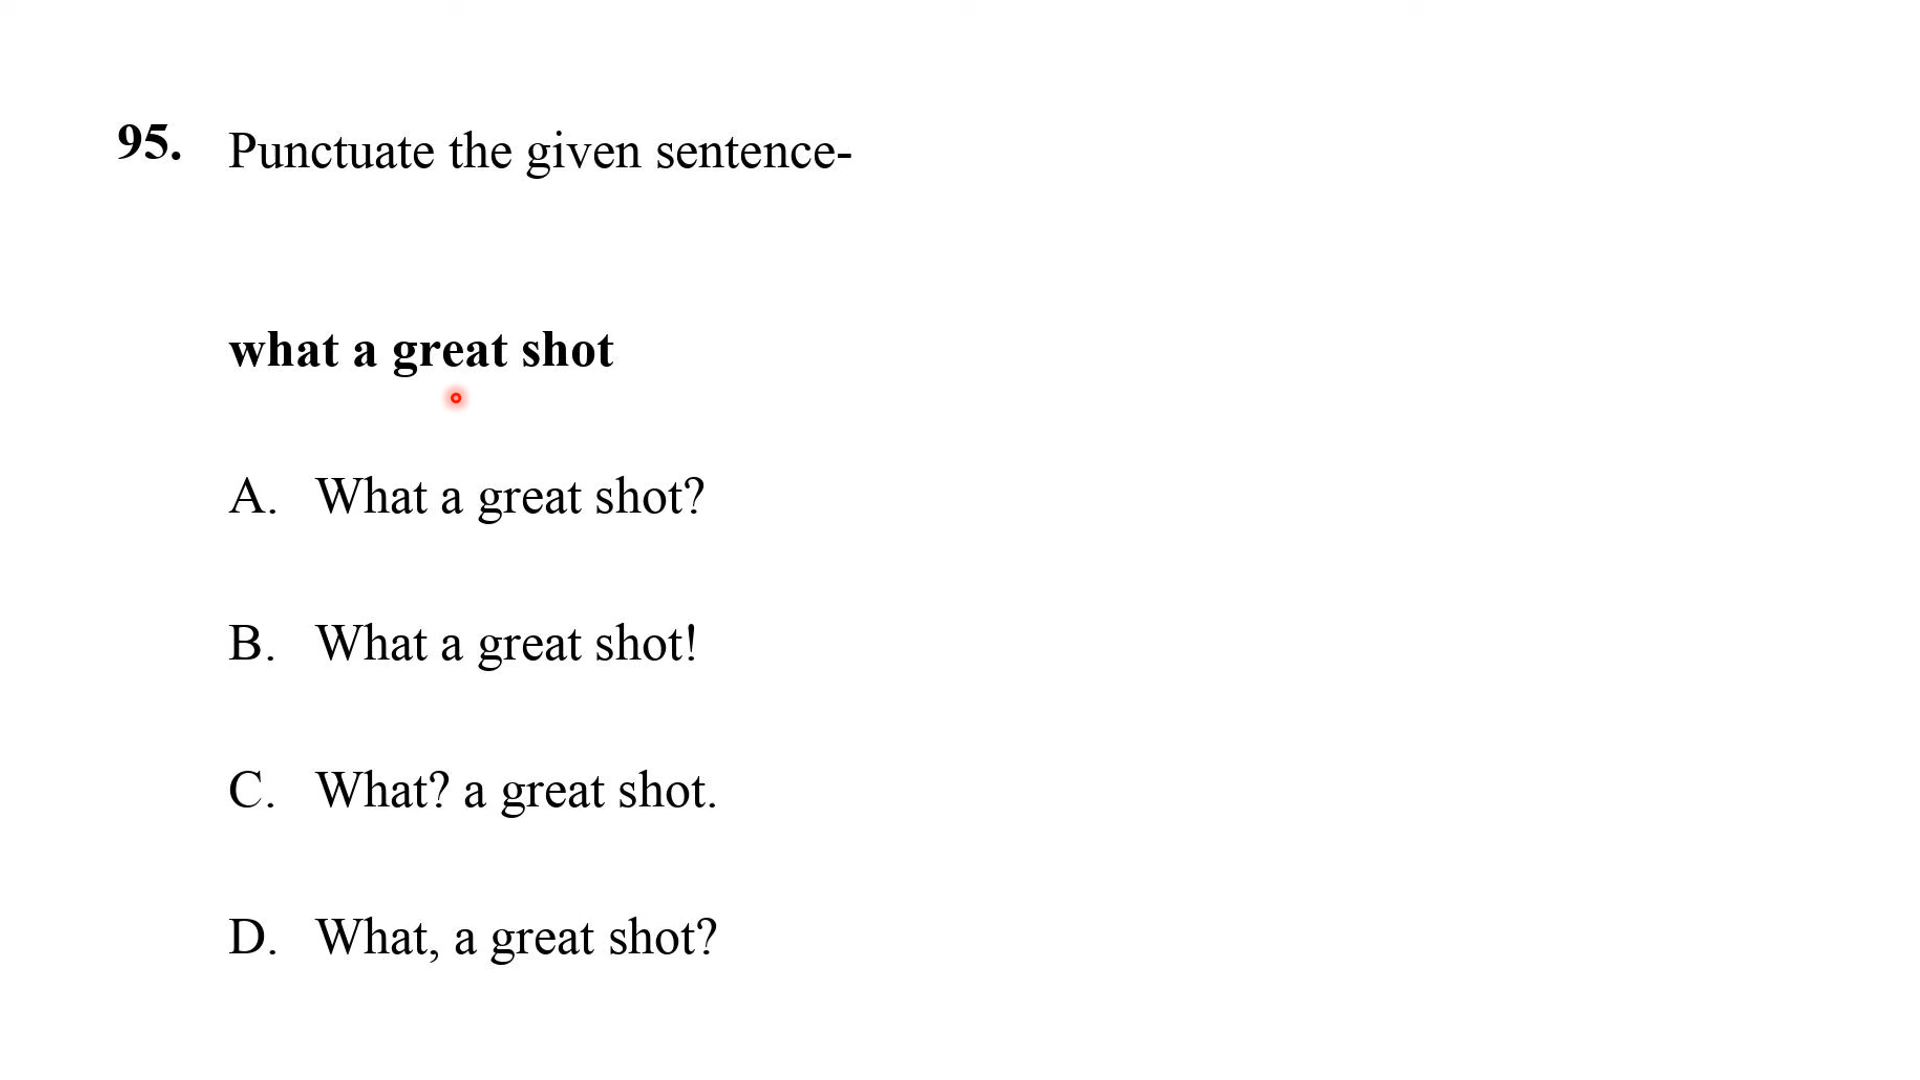 95. Punctuate the given sentence-
what a great shot
A. What a great shot?
B. What a great shot!
C. What? a great shot.
D. What, a great shot?